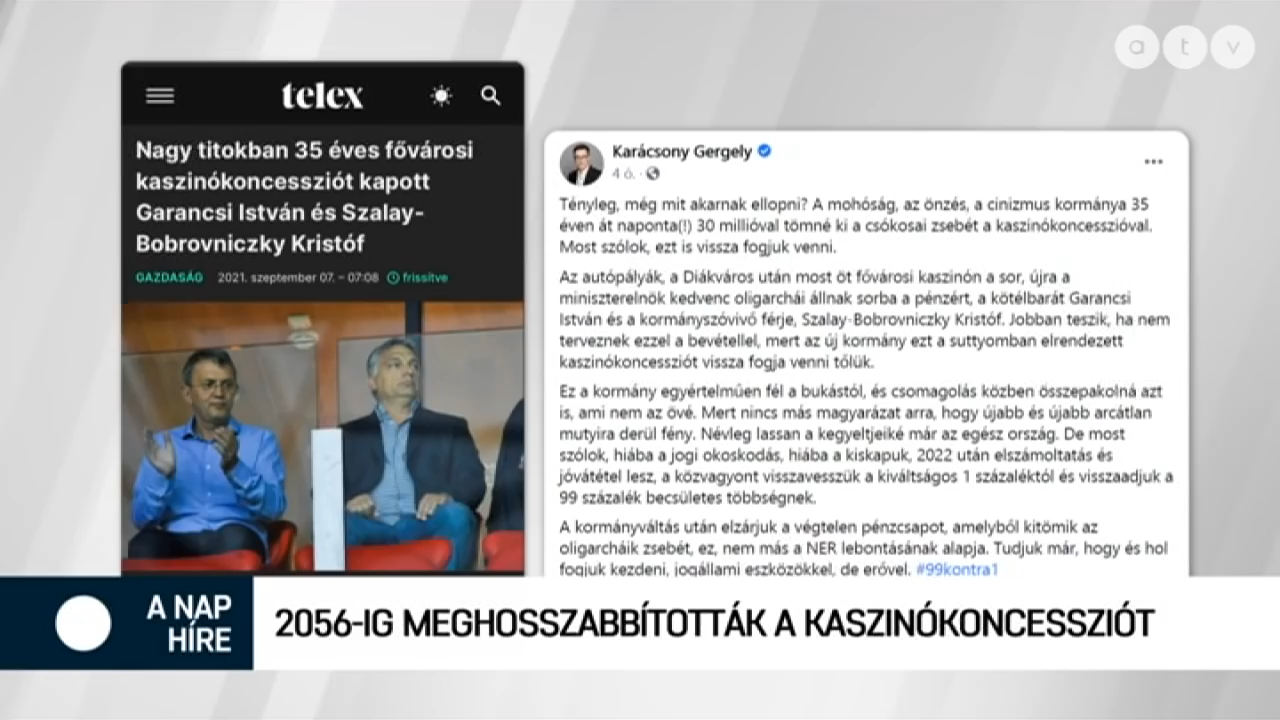 atv
telex
Nagy titokban 35 éves fővárosi
kaszinókoncessziót kapott
Garancsi István és Szalay-
Bobrovniczky Kristóf
GAZDASÁG 2021. szeptember 07. – 07:08 frissítve
Karácsony Gergely
4 ó.
Tényleg, még mit akarnak ellopni? A mohóság, az önzés, a cinizmus kormánya 35
éven át naponta(!) 30 millióval tömné ki a csókosai zsebét a kaszinókoncesszióval.
Most szólok, ezt is vissza fogjuk venni.
Az autópályák, a Diákváros után most öt fővárosi kaszinón a sor, újra a
miniszterelnök kedvenc oligarchái állnak sorba a pénzért, a kötélbarát Garancsi
István és a kormányszóvivő férje, Szalay-Bobrovniczky Kristóf. Jobban teszik, ha nem
terveznek ezzel a bevétellel, mert az új kormány ezt a suttyomban elrendezett
kaszinókoncessziót vissza fogja venni tőlük.
Ez a kormány egyértelműen fél a bukástól, és csomagolás közben összepakolná azt
is, ami nem az övé. Mert nincs más magyarázat arra, hogy újabb és újabb arcátlan
mutyira derül fény. Névleg lassan a kegyeltjeiké már az egész ország. De most
szólok, hiába a jogi okoskodás, hiába a kiskapuk, 2022 után elszámoltatás és
jóvátétel lesz, a közvagyont visszavesszük a kiváltságos 1 százaléktól és visszaadjuk a
99 százalék becsületes többségnek.
A kormányváltás után elzárjuk a végtelen pénzcsapot, amelyből kitömik az
oligarcháik zsebét, ez, nem más a NER lebontásának alapja. Tudjuk már, hogy és hol
fogjuk kezdeni, jogállami eszközökkel, de erővel. #99kontra1
A NAP
HÍRE
2056-IG MEGHOSSZABBÍTOTTÁK A KASZINÓKONCESSZIÓT